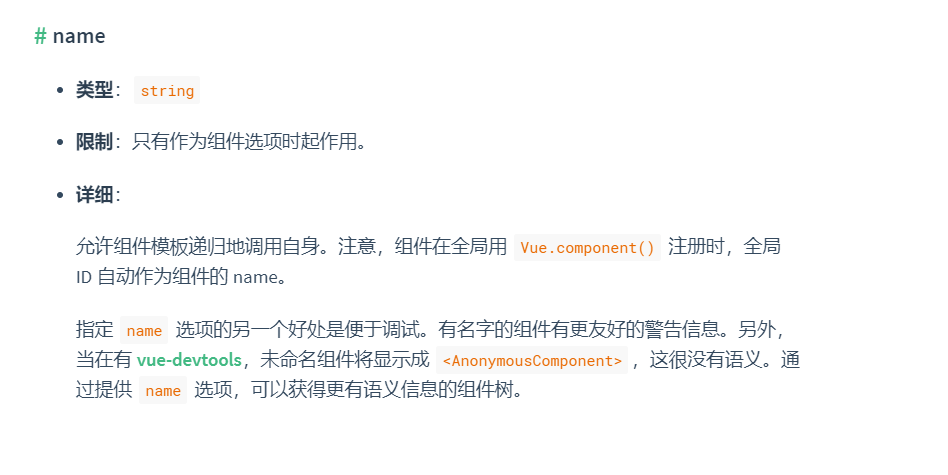 # name
类型： string
限制：只有作为组件选项时起作用。
详细：
允许组件模板递归地调用自身。注意，组件在全局用 Vue.component() 注册时，全局
ID 自动作为组件的 name。
指定 name 选项的另一个好处是便于调试。有名字的组件有更友好的警告信息。另外，
当在有 vue-devtools，未命名组件将显示成 <AnonymousComponent>，这很没有语义。通
过提供 name 选项，可以获得更有语义信息的组件树。